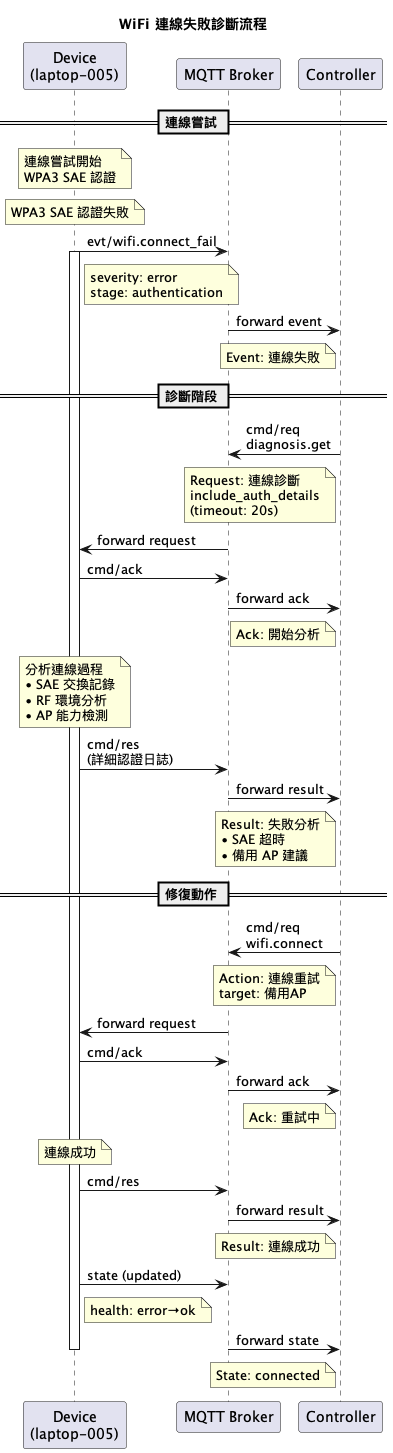 WiFi 連線失敗診斷流程
Device
(laptop-005)
MQTT Broker
Controller
連線嘗試
連線嘗試開始
WPA3 SAE 認證
WPA3 SAE 認證失敗
evt/wifi.connect_fail
severity: error
stage: authentication
forward event
Event: 連線失敗
診斷階段
cmd/req
diagnosis.get
Request: 連線診斷
include_auth_details
(timeout: 20s)
forward request
cmd/ack
forward ack
Ack: 開始分析
分析連線過程
• SAE 交換記錄
• RF 環境分析
• AP 能力檢測
cmd/res
(詳細認證日誌)
forward result
Result: 失敗分析
• SAE 超時
• 備用 AP 建議
修復動作
cmd/req
wifi.connect
Action: 連線重試
target: 備用AP
forward request
cmd/ack
forward ack
Ack: 重試中
連線成功
cmd/res
forward result
Result: 連線成功
state (updated)
health: error→ok
forward state
State: connected
Device
(laptop-005)
MQTT Broker
Controller